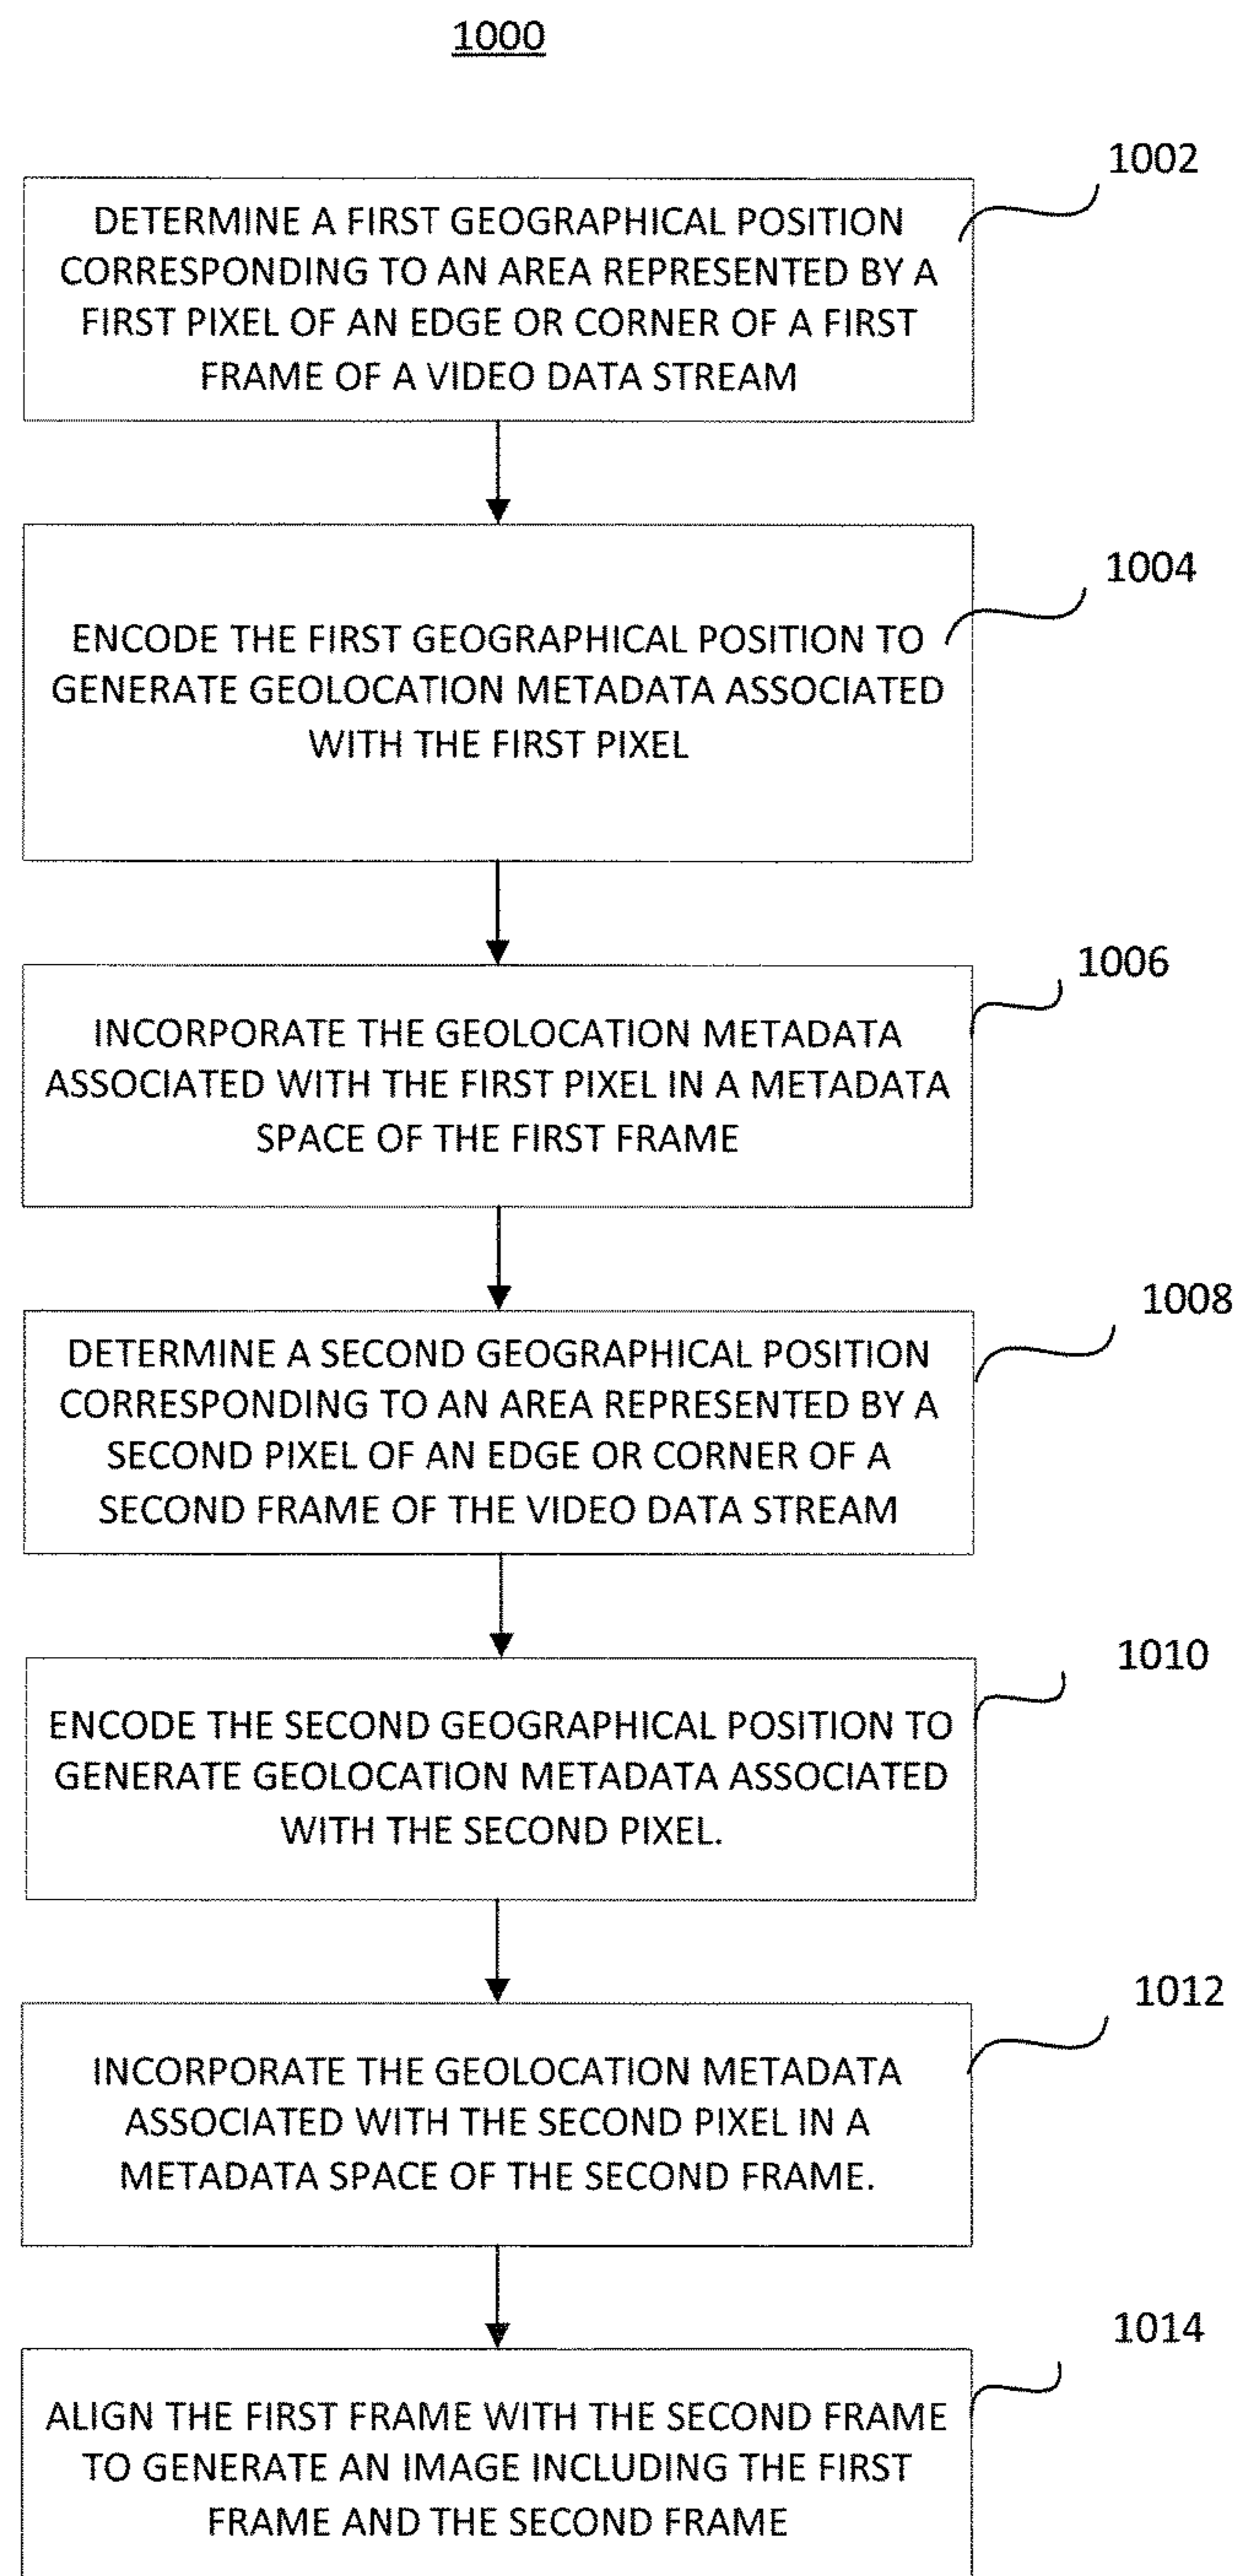 1000
1002
DETERMINE A FIRST GEOGRAPHICAL POSITION
CORRESPONDING TO AN AREA REPRESENTED BY A
FIRST PIXEL OF AN EDGE OR CORNER OF A FIRST
FRAME OF A VIDEO DATA STREAM
1004
ENCODE THE FIRST GEOGRAPHICAL POSITION TO
GENERATE GEOLOCATION METADATA ASSOCIATED
WITH THE FIRST PIXEL
1006
INCORPORATE THE GEOLOCATION METADATA
ASSOCIATED WITH THE FIRST PIXEL IN A METADATA
SPACE OF THE FIRST FRAME
1008
DETERMINE A SECOND GEOGRAPHICAL POSITION
CORRESPONDING TO AN AREA REPRESENTED BY A
SECOND PIXEL OF AN EDGE OR CORNER OF A
SECOND FRAME OF THE VIDEO DATA STREAM
1010
ENCODE THE SECOND GEOGRAPHICAL POSITION TO
GENERATE GEOLOCATION METADATA ASSOCIATED
WITH THE SECOND PIXEL.
1012
INCORPORATE THE GEOLOCATION METADATA
ASSOCIATED WITH THE SECOND PIXEL IN A
METADATA SPACE OF THE SECOND FRAME.
1014
ALIGN THE FIRST FRAME WITH THE SECOND FRAME
TO GENERATE AN IMAGE INCLUDING THE FIRST
FRAME AND THE SECOND FRAME